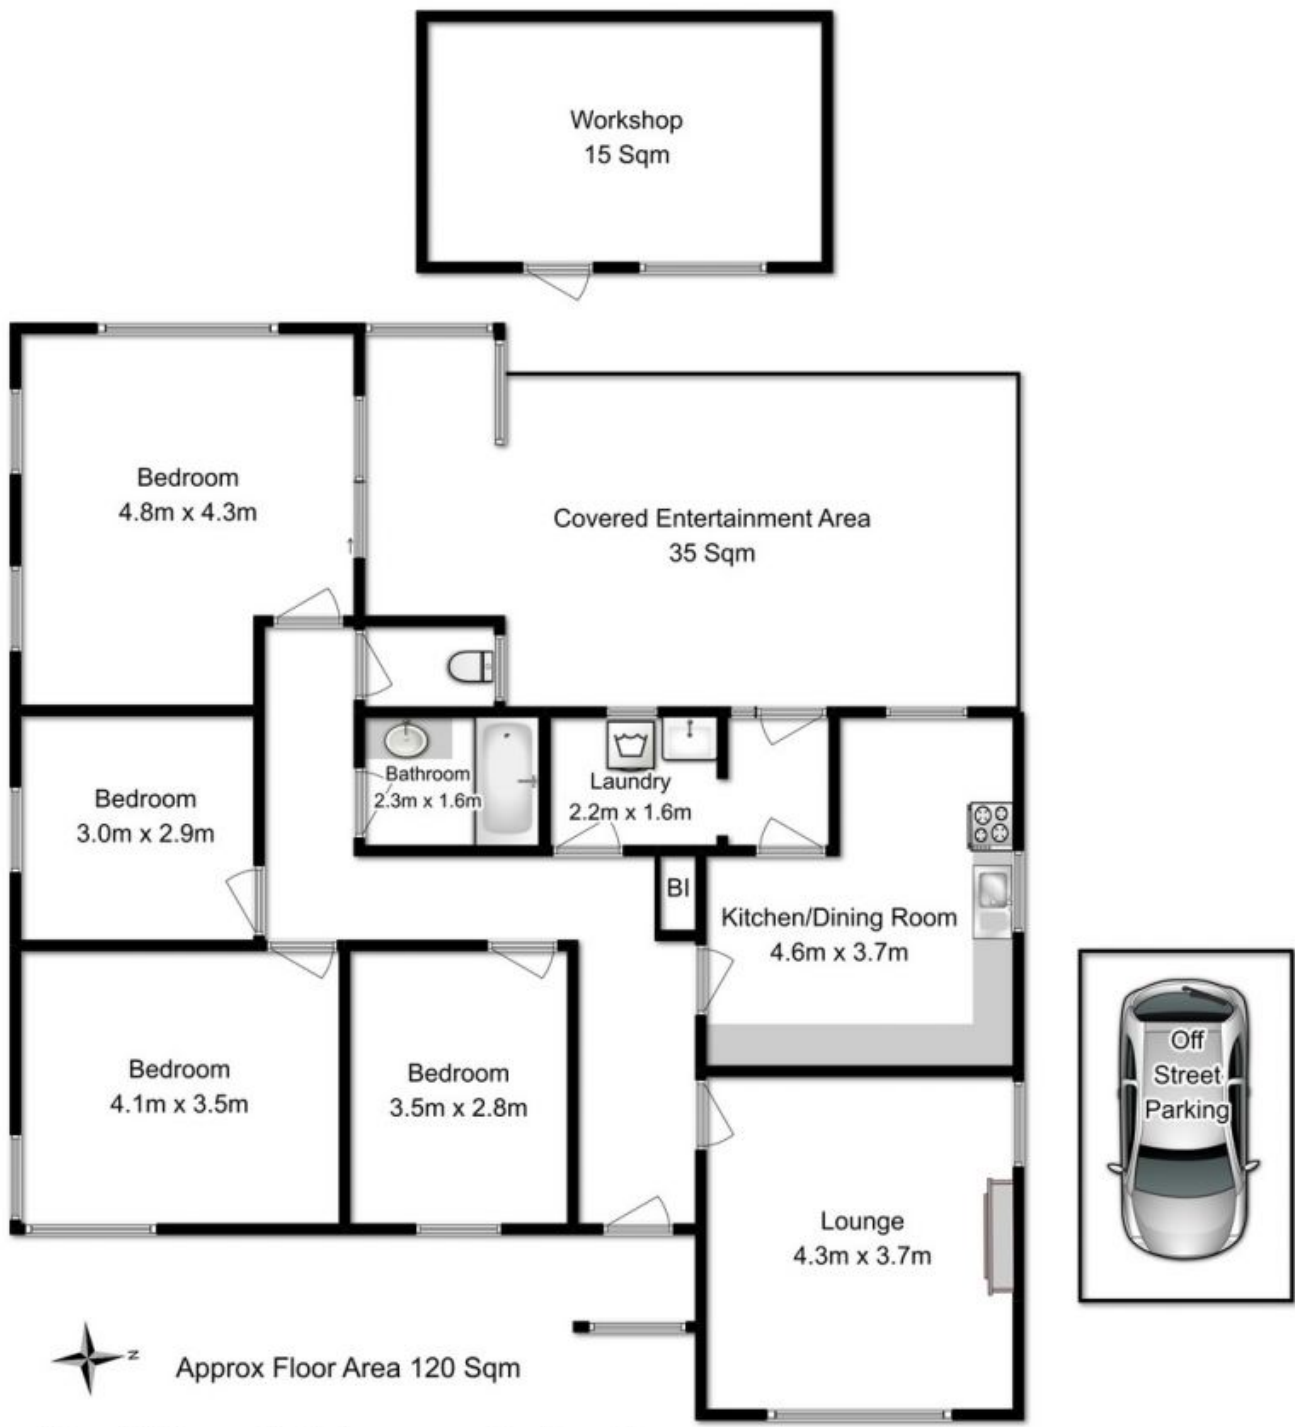 Workshop
15 Sqm
Bedroom
4.8m x 4.3m
Covered Entertainment Area
35 Sqm
Bathroom
2.3m x 1.6m
Laundry
2.2m x 1.6m
Bedroom
3.0m x 2.9m
BI
Kitchen/Dining Room
4.6m x 3.7m
Bedroom
4.1m x 3.5m
Bedroom
3.5m x 2.8m
Off
Street
Parking
Lounge
4.3m x 3.7m
N
Approx Floor Area 120 Sqm